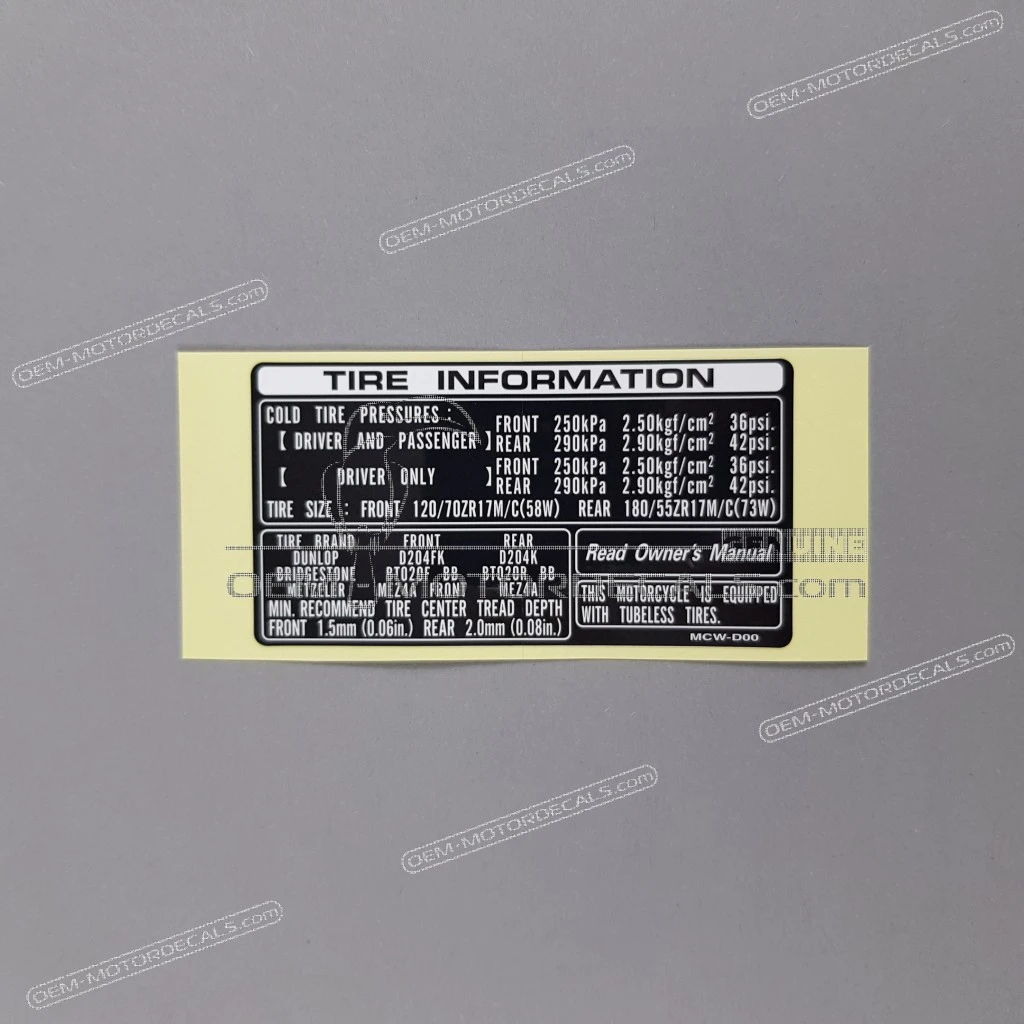 OEM-MOTORDECALS.com
OEM-MOTORDECALS.com
OEM-MOTORDECALS.com
TIRE INFORMATION
COLD TIRE PRESSURES :
【 DRIVER AND PASSENGER 】 FRONT 250kPa 2.50kgf/cm² 36psi.
REAR 290kPa 2.90kgf/cm² 42psi.
【 DRIVER ONLY 】 FRONT 250kPa 2.50kgf/cm² 36psi.
REAR 290kPa 2.90kgf/cm² 42psi.
TIRE SIZE : FRONT 120/70ZR17M/C(58W) REAR 180/55ZR17M/C(73W)
TIRE BRAND FRONT REAR
DUNLOP D204FK D204K
BRIDGESTONE BT020F BB BT020R BB
METZELER MEZ4A FRONT MEZ4A
MIN. RECOMMEND TIRE CENTER TREAD DEPTH
FRONT 1.5mm (0.06in.) REAR 2.0mm (0.08in.)
Read Owner's Manual
THIS MOTORCYCLE IS EQUIPPED
WITH TUBELESS TIRES.
MCW-D00
GENUINE
OEM-MOTORDECALS.com
OEM-MOTORDECALS.com
OEM-MOTORDECALS.com
OEM-MOTORDECALS.com